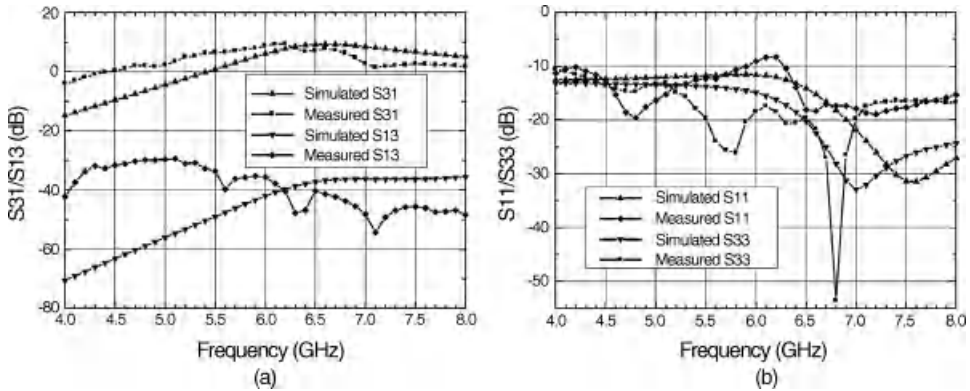 20
0
-20
-40
-60
-80
S31/S13 (dB)
Simulated S31
Measured S31
Simulated S13
Measured S13
4.0 4.5 5.0 5.5 6.0 6.5 7.0 7.5 8.0
Frequency (GHz)
(a)
0
-10
-20
-30
-40
-50
S11/S33 (dB)
Simulated S11
Measured S11
Simulated S33
Measured S33
4.0 4.5 5.0 5.5 6.0 6.5 7.0 7.5 8.0
Frequency (GHz)
(b)